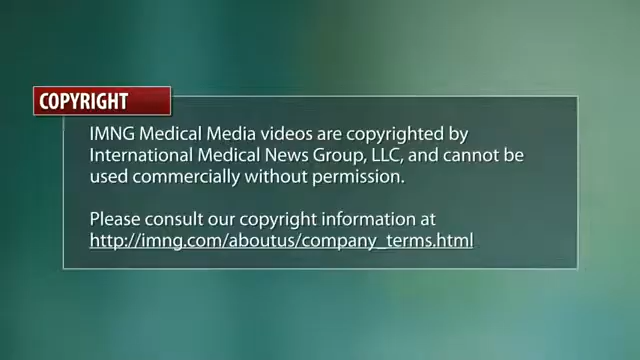 COPYRIGHT
IMNG Medical Media videos are copyrighted by
International Medical News Group, LLC, and cannot be
used commercially without permission.
Please consult our copyright information at
http://imng.com/aboutus/company_terms.html